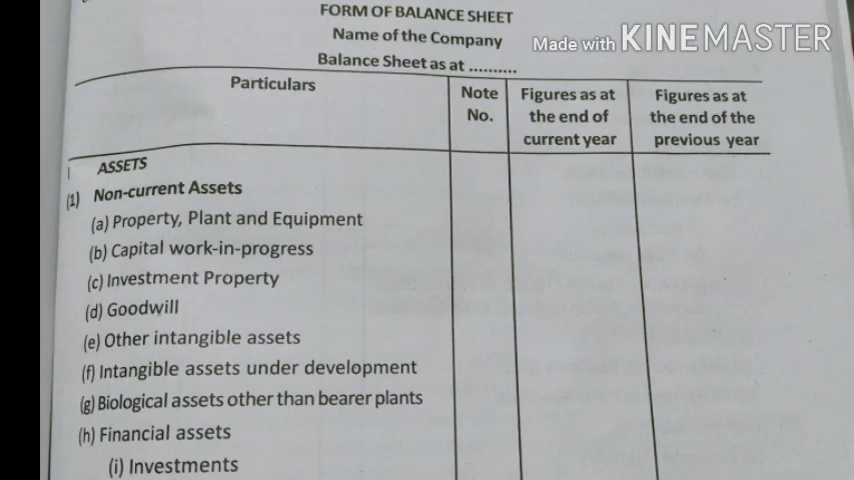 FORM OF BALANCE SHEET
Name of the Company
Made with KINEMASTER
Balance Sheet as at ..........
Particulars
Note No.
Figures as at the end of current year
Figures as at the end of the previous year
I ASSETS
(1) Non-current Assets
(a) Property, Plant and Equipment
(b) Capital work-in-progress
(c) Investment Property
(d) Goodwill
(e) Other intangible assets
(f) Intangible assets under development
(g) Biological assets other than bearer plants
(h) Financial assets
(i) Investments